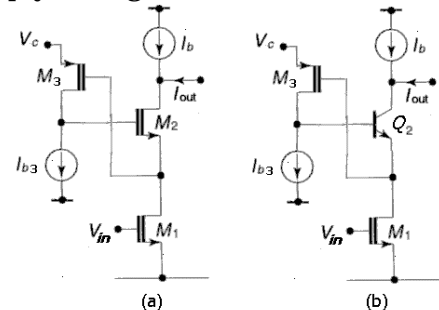 V_c
I_b
M_3
I_out
M_2
I_b3
V_in
M_1
(a)
V_c
I_b
M_3
I_out
Q_2
I_b3
V_in
M_1
(b)